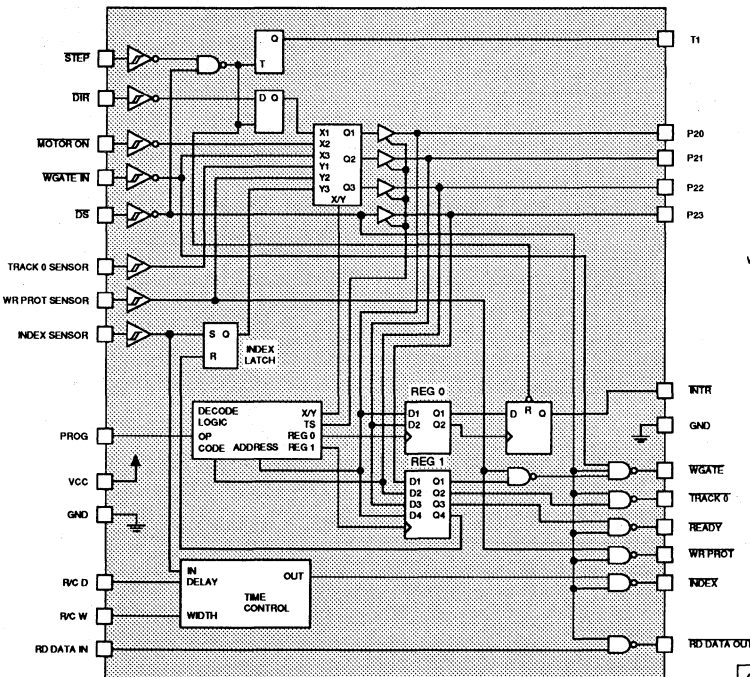 STEP
DIR
MOTOR ON
WGATE IN
DS
TRACK 0 SENSOR
WR PROT SENSOR
INDEX SENSOR
PROG
VCC
GND
R/C D
R/C W
RD DATA IN
Q
T
D Q
X1 Q1
X2
X3 Q2
Y1
Y2 Q3
Y3
X/Y
S Q
R
INDEX
LATCH
DECODE X/Y
LOGIC TS
OP REG 0
CODE ADDRESS REG 1
REG 0
D1 Q1
D2 Q2
REG 1
D1 Q1
D2 Q2
D3 Q3
D4 Q4
D R Q
IN OUT
DELAY
TIME
WIDTH CONTROL
T1
P20
P21
P22
P23
INTR
GND
WGATE
TRACK 0
READY
WR PROT
INDEX
RD DATA OUT